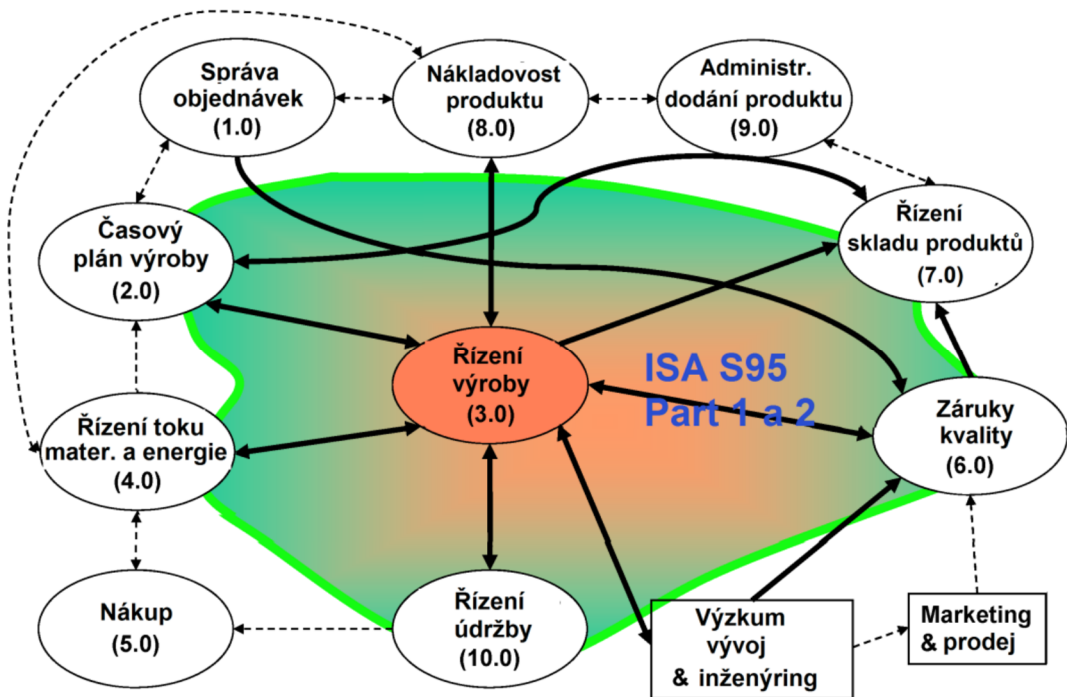 Správa
objednávek
(1.0)
Nákladovost
produktu
(8.0)
Administr.
dodání produktu
(9.0)
Časový
plán výroby
(2.0)
Řízení
skladu produktů
(7.0)
Řízení
výroby
(3.0)
ISA S95
Part 1 a 2
Řízení toku
mater. a energie
(4.0)
Záruky
kvality
(6.0)
Nákup
(5.0)
Řízení
údržby
(10.0)
Výzkum
vývoj
& inženýring
Marketing
& prodej